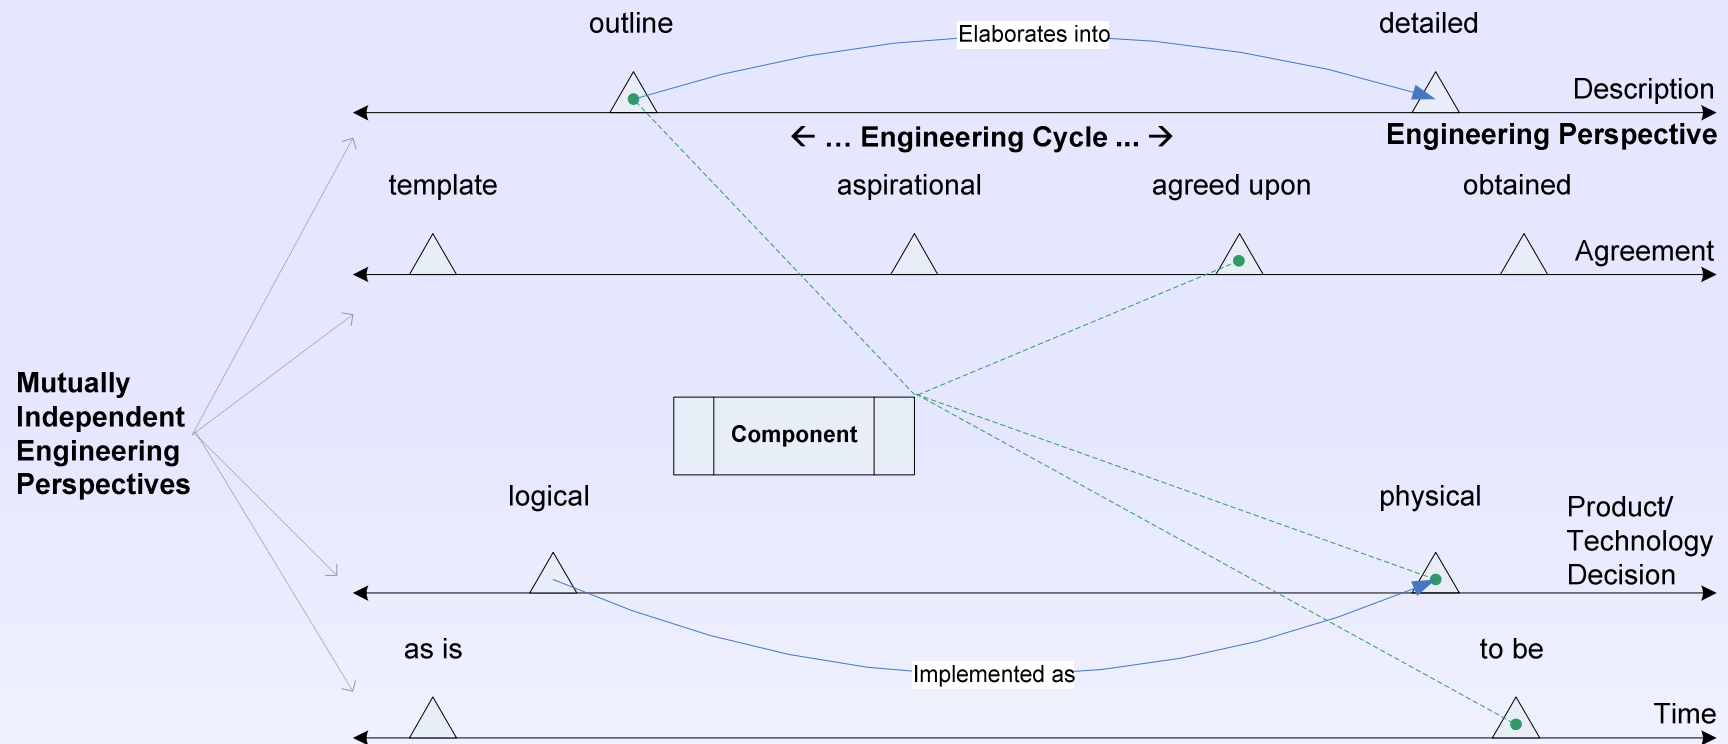 outline
Elaborates into
detailed
Description
← … Engineering Cycle ... →
Engineering Perspective
template
aspirational
agreed upon
obtained
Agreement
Mutually
Independent
Engineering
Perspectives
Component
logical
physical
Product/
Technology
Decision
as is
to be
Implemented as
Time